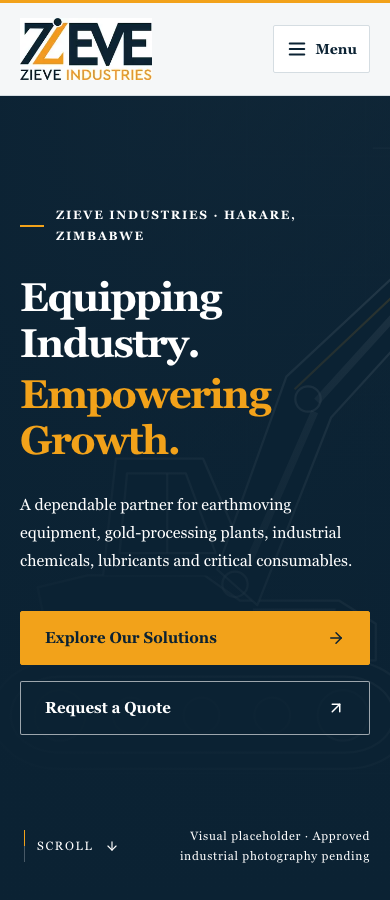 ZIEVE
ZIEVE INDUSTRIES
Menu
ZIEVE INDUSTRIES · HARARE,
ZIMBABWE
Equipping
Industry.
Empowering
Growth.
A dependable partner for earthmoving
equipment, gold-processing plants, industrial
chemicals, lubricants and critical consumables.
Explore Our Solutions
Request a Quote
SCROLL
Visual placeholder · Approved
industrial photography pending